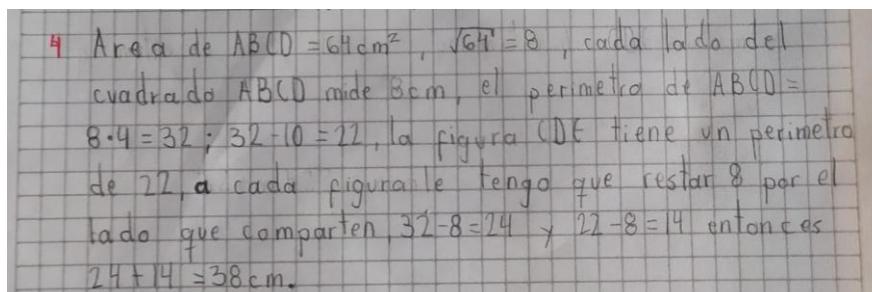 4 Area de ABCD = 64cm², √64 = 8, cada lado del
cuadrado ABCD mide 8cm, el perimetro de ABCD =
8·4 = 32; 32-10 = 22, la figura CDE tiene un perimetro
de 22, a cada figura le tengo que restar 8 por el
lado que comparten, 32-8=24 y 22-8=14 entonces
24+14=38cm.